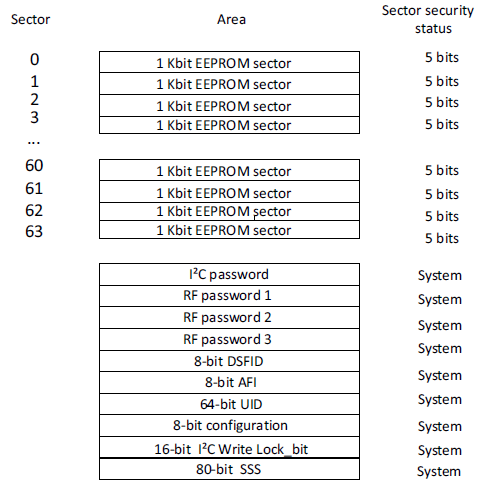 Sector Area Sector security
status
0 1 Kbit EEPROM sector 5 bits
1 1 Kbit EEPROM sector 5 bits
2 1 Kbit EEPROM sector 5 bits
3 1 Kbit EEPROM sector 5 bits
...
60 1 Kbit EEPROM sector 5 bits
61 1 Kbit EEPROM sector 5 bits
62 1 Kbit EEPROM sector 5 bits
63 1 Kbit EEPROM sector 5 bits
I²C password System
RF password 1 System
RF password 2 System
RF password 3 System
8-bit DSFID System
8-bit AFI System
64-bit UID System
8-bit configuration System
16-bit I²C Write Lock_bit System
80-bit SSS System